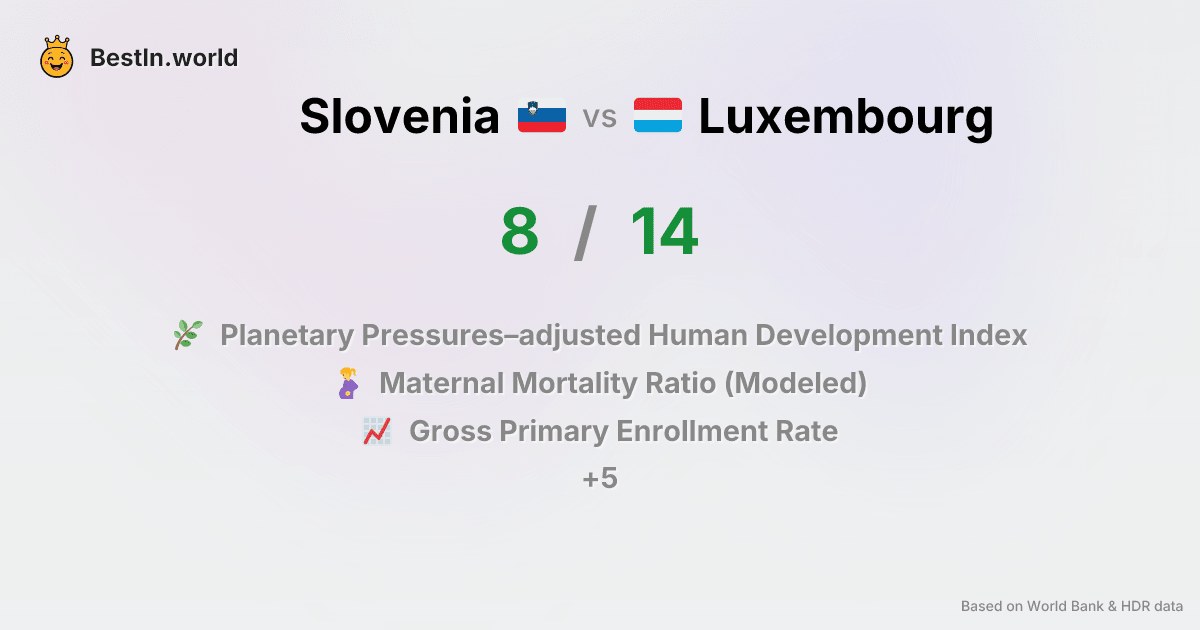 BestIn.world
Slovenia vs Luxembourg
8 / 14
Planetary Pressures–adjusted Human Development Index
Maternal Mortality Ratio (Modeled)
Gross Primary Enrollment Rate
+5
Based on World Bank & HDR data